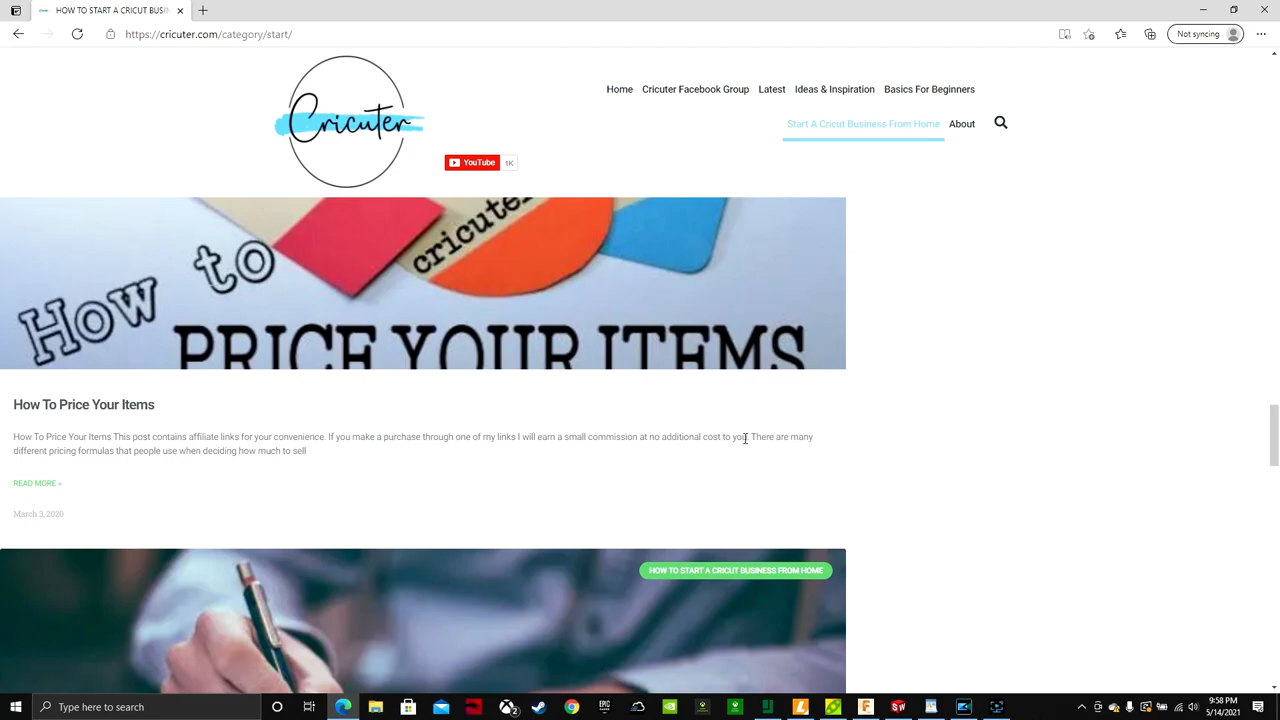 HOW TO START A CRICUT BUSI
https://cricuter.com/category/start/
Not syncing
Cricuter
Home Cricuter Facebook Group Latest Ideas & Inspiration Basics For Beginners
Start A Cricut Business From Home About
YouTube 1K
cricuter
How to
PRICE YOUR ITEMS
How To Price Your Items
How To Price Your Items This post contains affiliate links for your convenience. If you make a purchase through one of my links I will earn a small commission at no additional cost to you. There are many
different pricing formulas that people use when deciding how much to sell
READ MORE »
March 3, 2020
HOW TO START A CRICUT BUSINESS FROM HOME
Type here to search
9:58 PM
5/14/2021